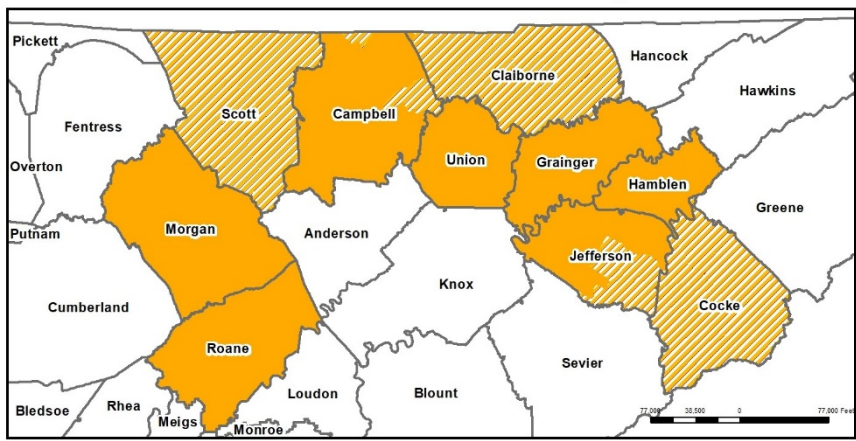 Pickett
Hancock
Claiborne
Hawkins
Scott
Campbell
Fentress
Union
Grainger
Overton
Hamblen
Greene
Morgan
Anderson
Putnam
Jefferson
Knox
Cumberland
Cocke
Roane
Sevier
Loudon
Blount
Rhea
Bledsoe
Meigs
Monroe
77,000 38,500 0 77,000 Feet